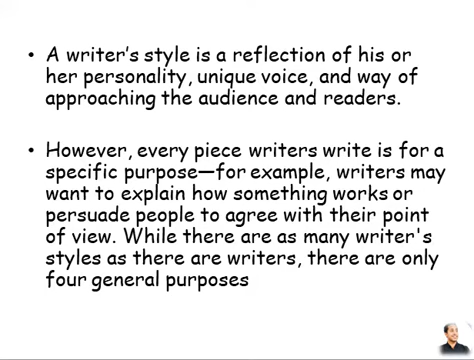 • A writer's style is a reflection of his or
her personality, unique voice, and way of
approaching the audience and readers.
• However, every piece writers write is for a
specific purpose—for example, writers may
want to explain how something works or
persuade people to agree with their point
of view. While there are as many writer's
styles as there are writers, there are only
four general purposes